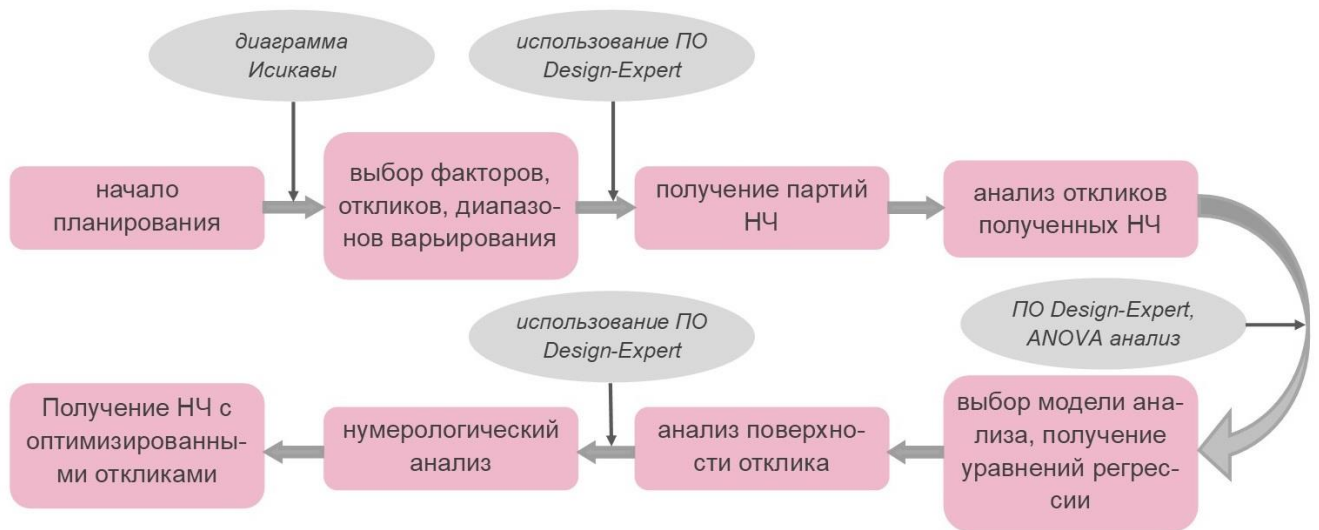 диаграмма
Исикавы
использование ПО
Design-Expert
начало
планирования
выбор факторов,
откликов, диапазо-
нов варьирования
получение партий
НЧ
анализ откликов
полученных НЧ
ПО Design-Expert,
ANOVA анализ
использование ПО
Design-Expert
выбор модели ана-
лиза, получение
уравнений регрес-
сии
анализ поверхно-
сти отклика
нумерологический
анализ
Получение НЧ с
оптимизированны-
ми откликами